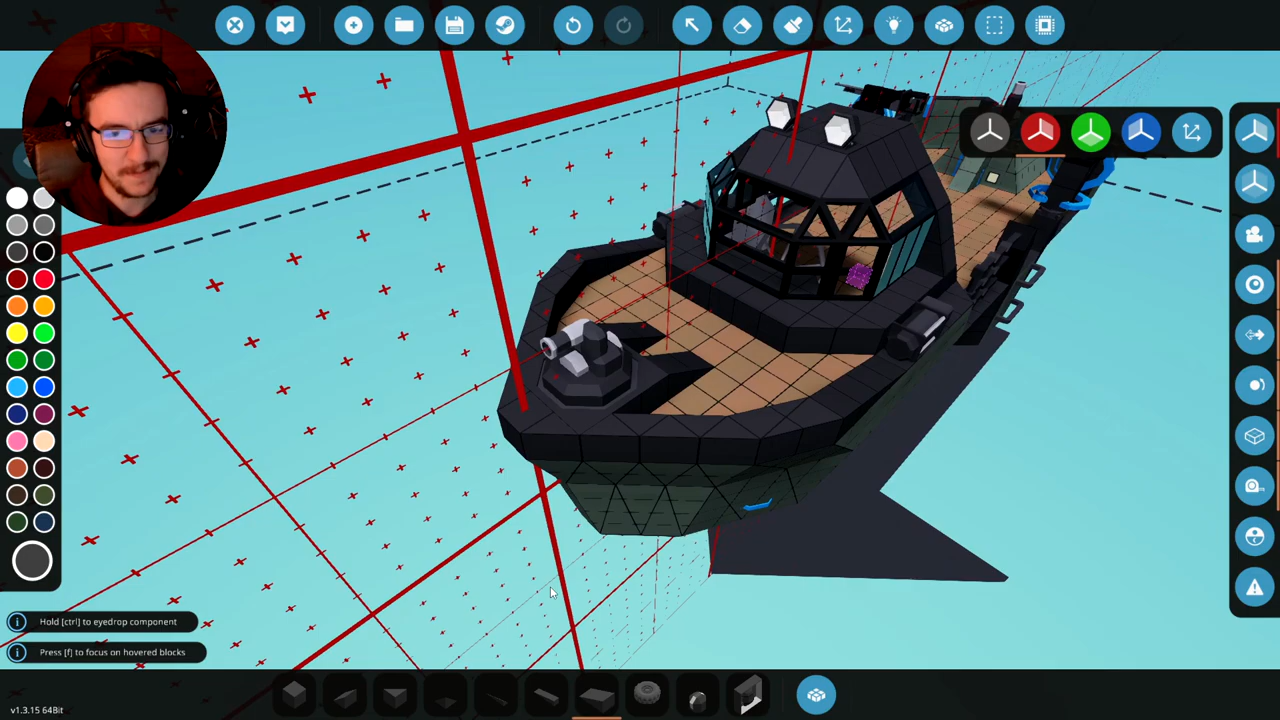 Hold [ctrl] to eyedrop component
Press [f] to focus on hovered blocks
v1.3.15 64Bit